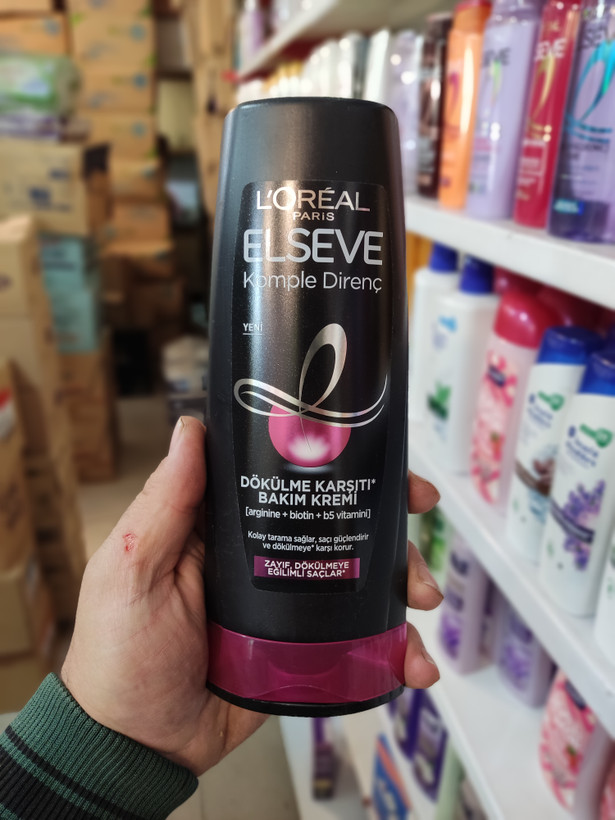 L'ORÉAL
PARIS
ELSEVE
Komple Direnç
YENİ
DÖKÜLME KARŞITI*
BAKIM KREMİ
[arginine + biotin + b5 vitamini]
Kolay tarama sağlar, saçı güçlendirir
ve dökülmeye* karşı korur.
ZAYIF, DÖKÜLMEYE
EĞİLİMLİ SAÇLAR*